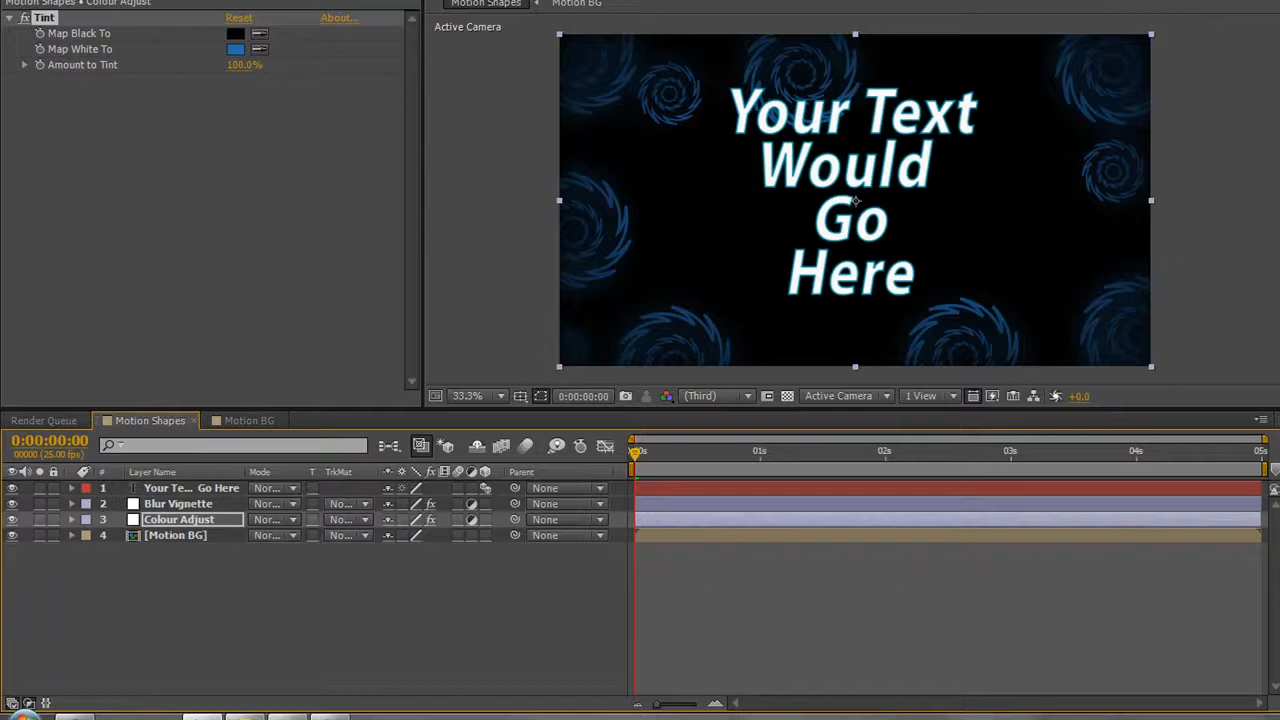 Motion Shapes • Colour Adjust
Motion Shapes Motion BG
fx Tint Reset About...
Map Black To
Map White To
Amount to Tint 100.0%
Active Camera
Your Text
Would
Go
Here
33.3% 0:00:00:00 (Third) Active Camera 1 View +0.0
Render Queue Motion Shapes × Motion BG
0:00:00:00
00000 (25.00 fps)
# Layer Name Mode T TrkMat fx Parent
01s 02s 03s 04s 05s
1 T Your Te... Go Here Nor... None
2 Blur Vignette Nor... No... fx None
3 Colour Adjust Nor... No... fx None
4 [Motion BG] Nor... No... None